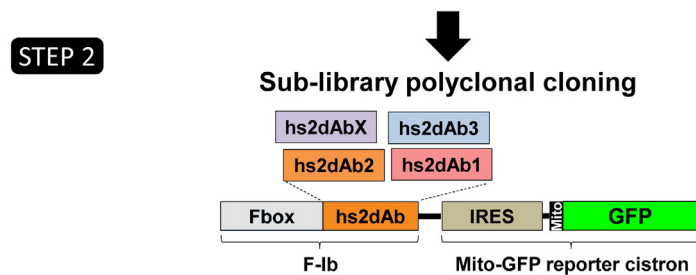 STEP 2
Sub-library polyclonal cloning
hs2dAbX hs2dAb3
hs2dAb2 hs2dAb1
Fbox hs2dAb IRES Mito GFP
F-Ib Mito-GFP reporter cistron